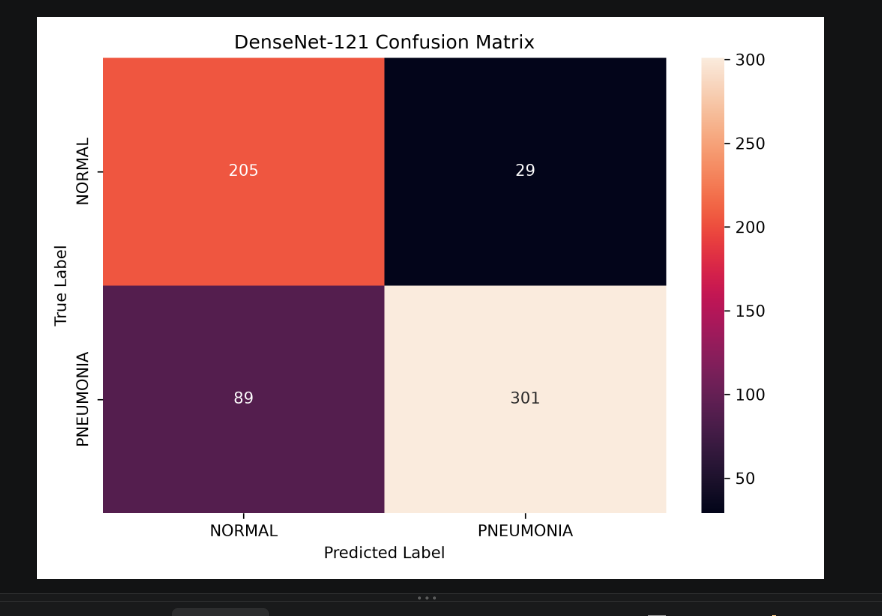 DenseNet-121 Confusion Matrix
300
250
200
150
100
50
True Label
NORMAL
PNEUMONIA
205
29
89
301
NORMAL
PNEUMONIA
Predicted Label